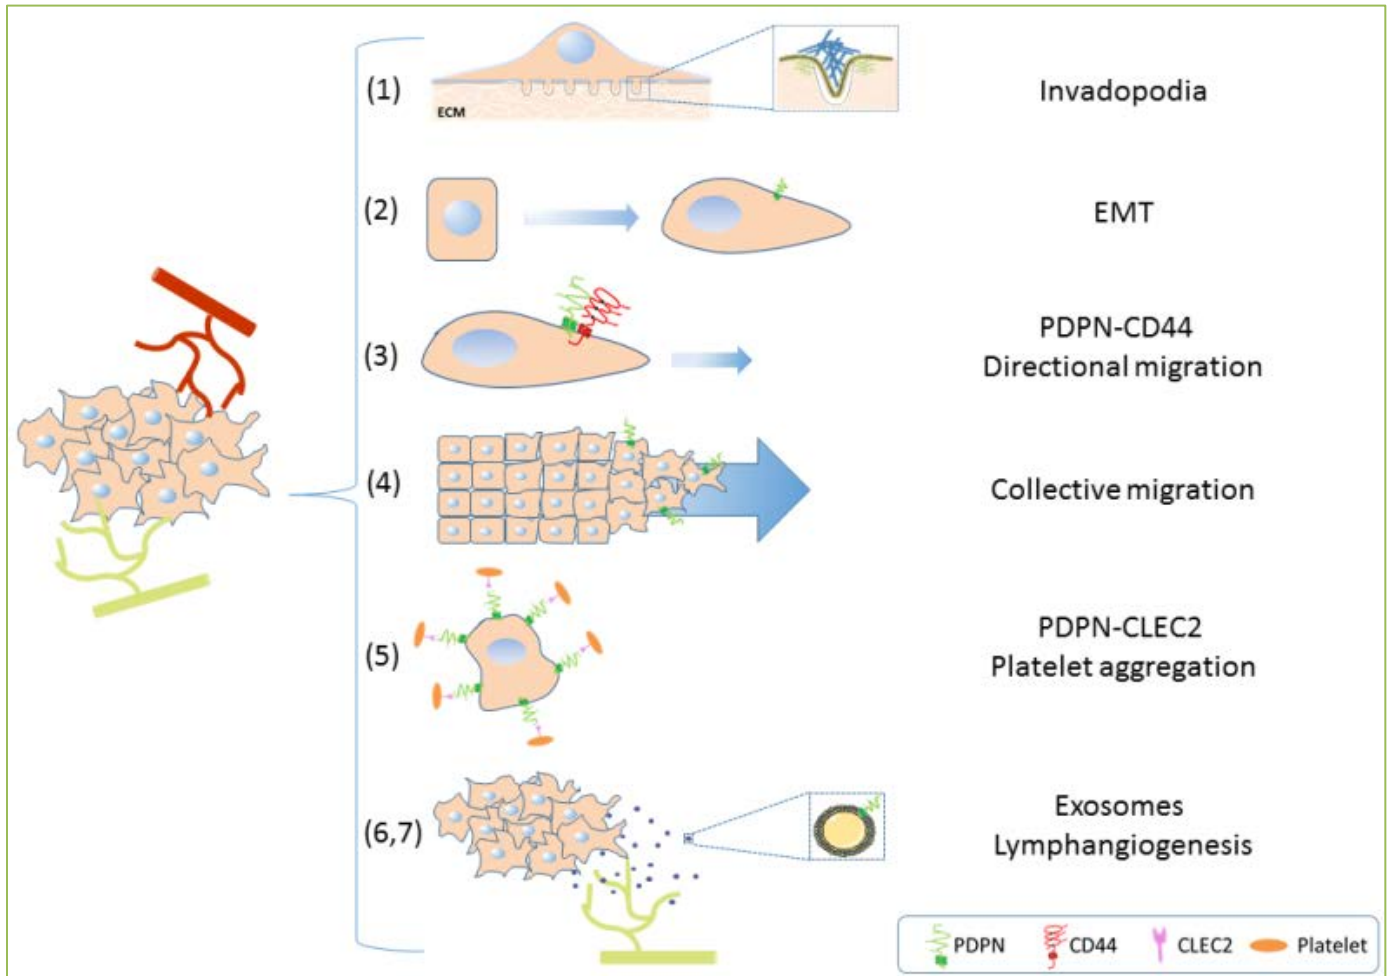 (1)
ECM
Invadopodia
(2)
EMT
(3)
PDPN-CD44
Directional migration
(4)
Collective migration
(5)
PDPN-CLEC2
Platelet aggregation
(6,7)
Exosomes
Lymphangiogenesis
PDPN CD44 CLEC2 Platelet